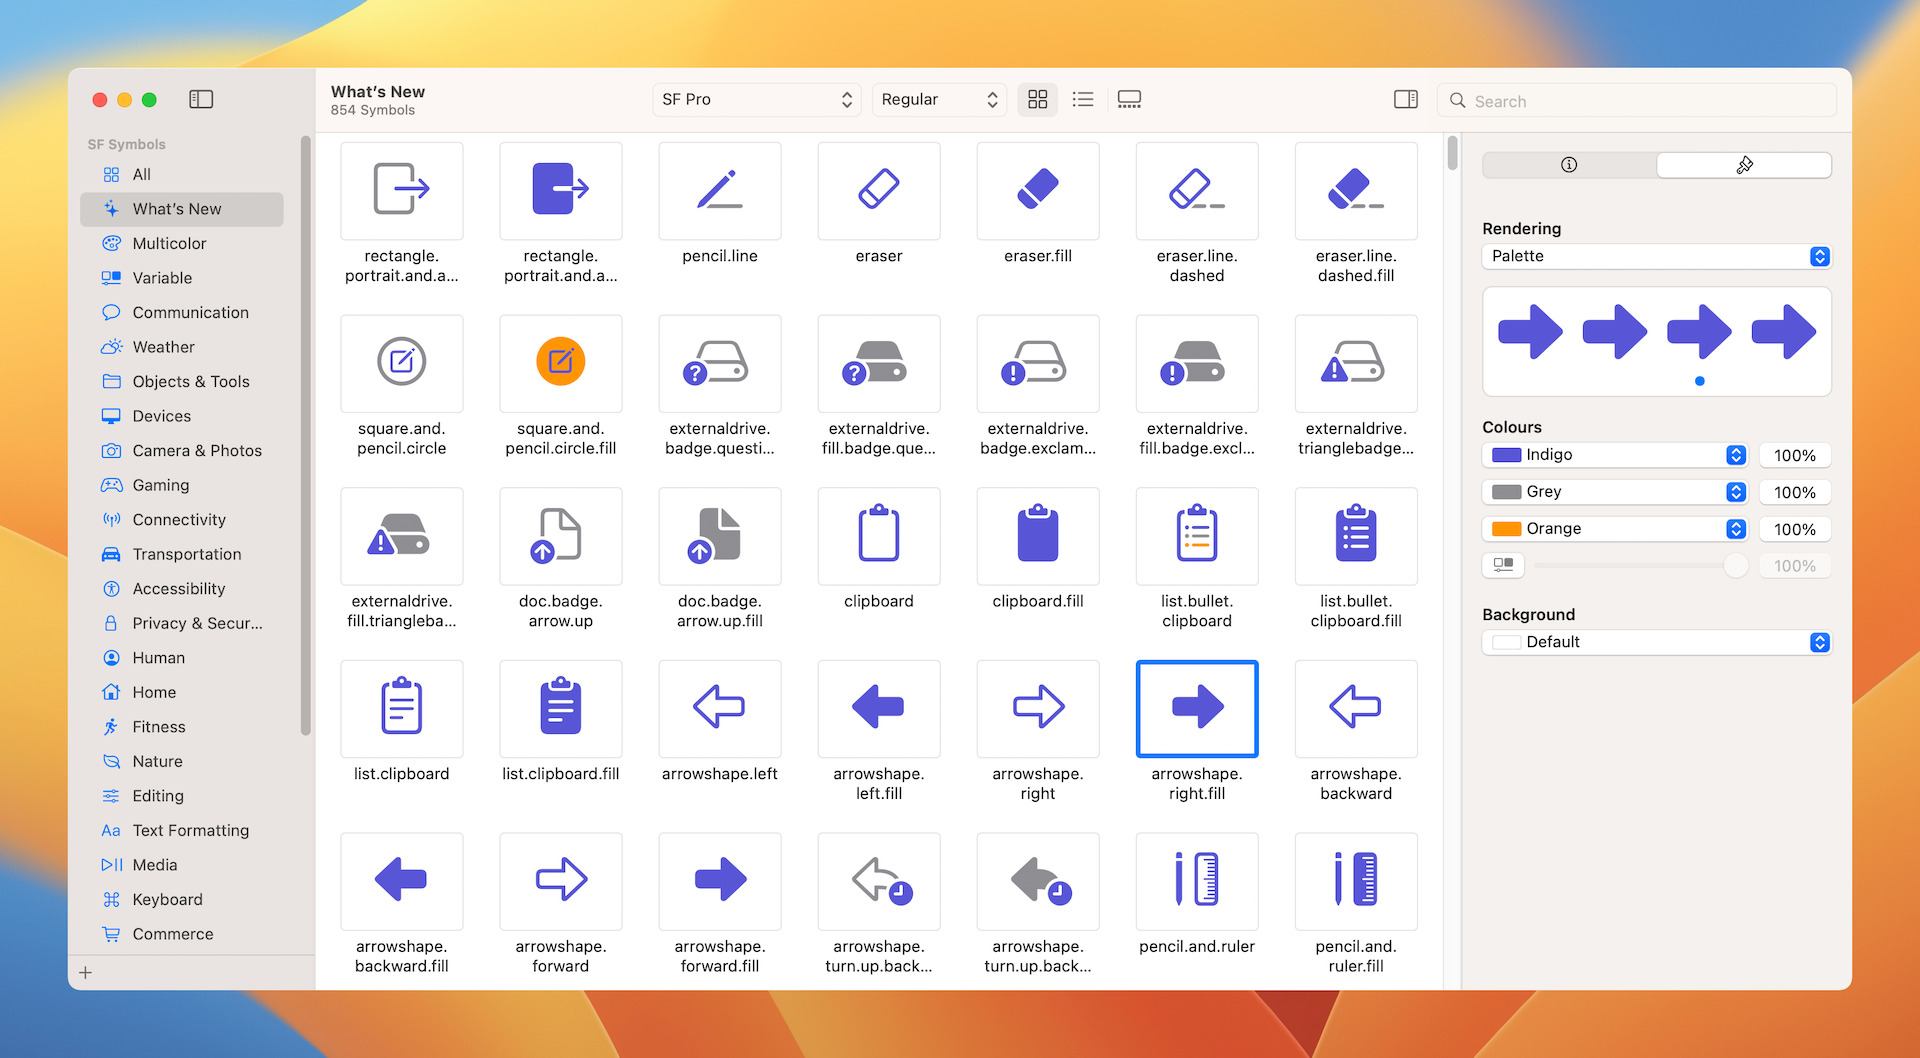 What's New
854 Symbols
SF Pro
Regular
Search
SF Symbols
All
What's New
Multicolor
Variable
Communication
Weather
Objects & Tools
Devices
Camera & Photos
Gaming
Connectivity
Transportation
Accessibility
Privacy & Secur...
Human
Home
Fitness
Nature
Editing
Aa Text Formatting
Media
Keyboard
Commerce
rectangle.
portrait.and.a...
rectangle.
portrait.and.a...
pencil.line
eraser
eraser.fill
eraser.line.
dashed
eraser.line.
dashed.fill
square.and.
pencil.circle
square.and.
pencil.circle.fill
externaldrive.
badge.questi...
externaldrive.
fill.badge.que...
externaldrive.
badge.exclam...
externaldrive.
fill.badge.excl...
externaldrive.
trianglebadge...
externaldrive.
fill.triangleba...
doc.badge.
arrow.up
doc.badge.
arrow.up.fill
clipboard
clipboard.fill
list.bullet.
clipboard
list.bullet.
clipboard.fill
list.clipboard
list.clipboard.fill
arrowshape.left
arrowshape.
left.fill
arrowshape.
right
arrowshape.
right.fill
arrowshape.
backward
arrowshape.
backward.fill
arrowshape.
forward
arrowshape.
forward.fill
arrowshape.
turn.up.back...
arrowshape.
turn.up.back...
pencil.and.ruler
pencil.and.
ruler.fill
Rendering
Palette
Colours
Indigo
100%
Grey
100%
Orange
100%
100%
Background
Default